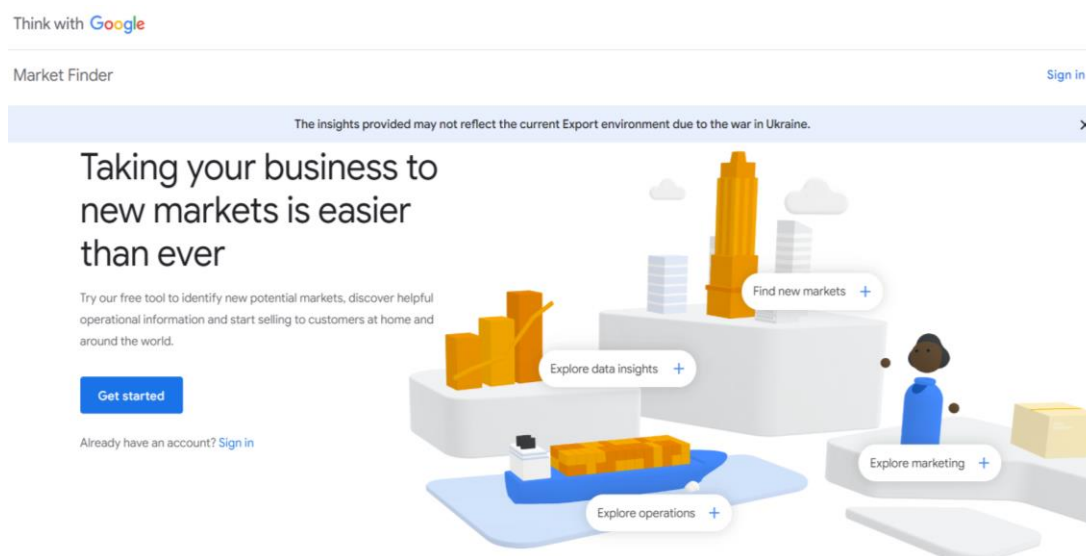 Think with Google
Market Finder
Sign in
The insights provided may not reflect the current Export environment due to the war in Ukraine.
Taking your business to
new markets is easier
than ever
Try our free tool to identify new potential markets, discover helpful
operational information and start selling to customers at home and
around the world.
Get started
Already have an account? Sign in
Find new markets +
Explore data insights +
Explore marketing +
Explore operations +